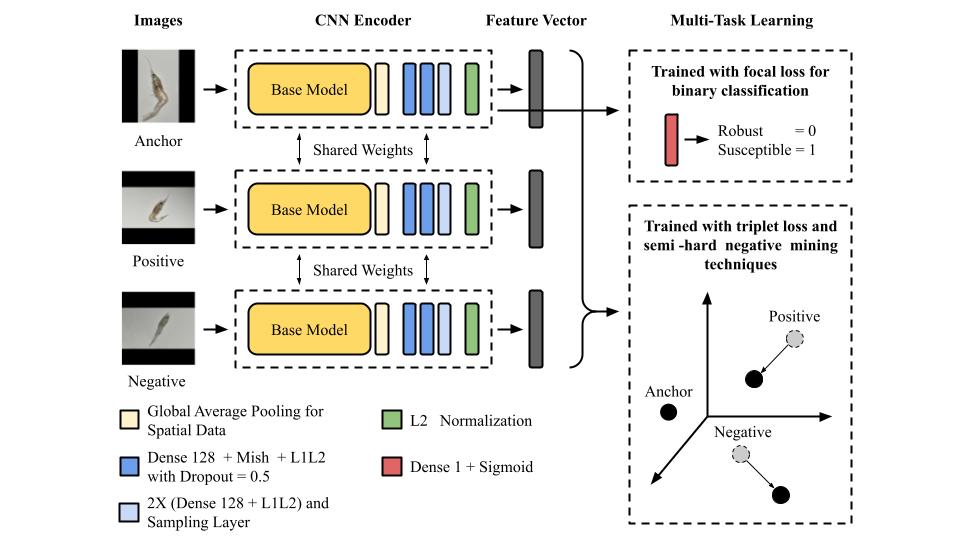 Images
CNN Encoder
Feature Vector
Multi-Task Learning
Base Model
Anchor
Shared Weights
Base Model
Positive
Shared Weights
Base Model
Negative
Trained with focal loss for
binary classification
Robust = 0
Susceptible = 1
Trained with triplet loss and
semi -hard negative mining
techniques
Positive
Anchor
Negative
Global Average Pooling for
Spatial Data
Dense 128 + Mish + L1L2
with Dropout = 0.5
2X (Dense 128 + L1L2) and
Sampling Layer
L2 Normalization
Dense 1 + Sigmoid